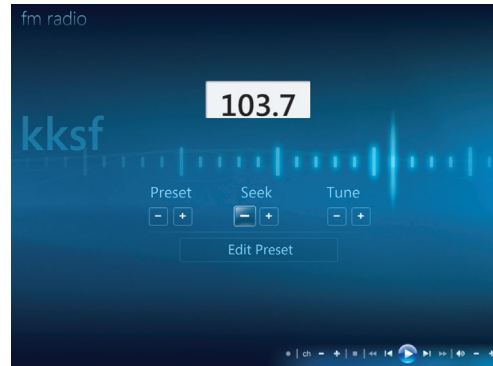 fm radio
103.7
kksf
Preset Seek Tune
- + - + - +
Edit Preset
ch - + - +